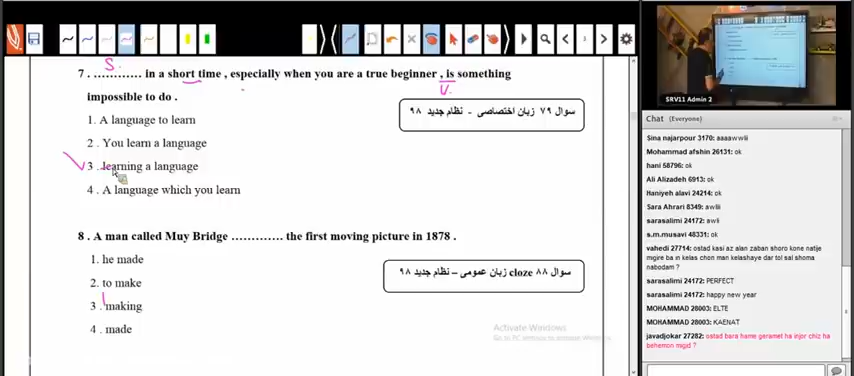 S.
7 . ............. in a short time , especially when you are a true beginner , is something
V.
impossible to do .
سوال ۷۹ زبان اختصاصی - نظام جدید ۹۸
1. A language to learn
2 . You learn a language
3 . learning a language
4 . A language which you learn
8 . A man called Muy Bridge .............. the first moving picture in 1878 .
1. he made
2. to make
3 . making
4 . made
سوال ۸۸ cloze زبان عمومی – نظام جدید ۹۸
Activate Windows
SRV11 Admin 2
Chat (Everyone)
Sina najarpour 3170: aaaawwlii
Mohammad afshin 26131: ok
hani 58796: ok
Ali Alizadeh 6913: ok
Haniyeh alavi 24214: ok
Sara Ahrari 8349: awlii
sarasalimi 24172: awli
s.m.musavi 48331: ok
vahedi 27714: ostad kasi az alan zaban shoro kone natije
migire ba in kelas chon man kelashaye dar tol sal shoma
nabodam ?
sarasalimi 24172: PERFECT
sarasalimi 24172: happy new year
MOHAMMAD 28003: ELTE
MOHAMMAD 28003: KAENAT
javadjokar 27282: ostad bara hame geramet ha injor chiz ha
behemon migid ?